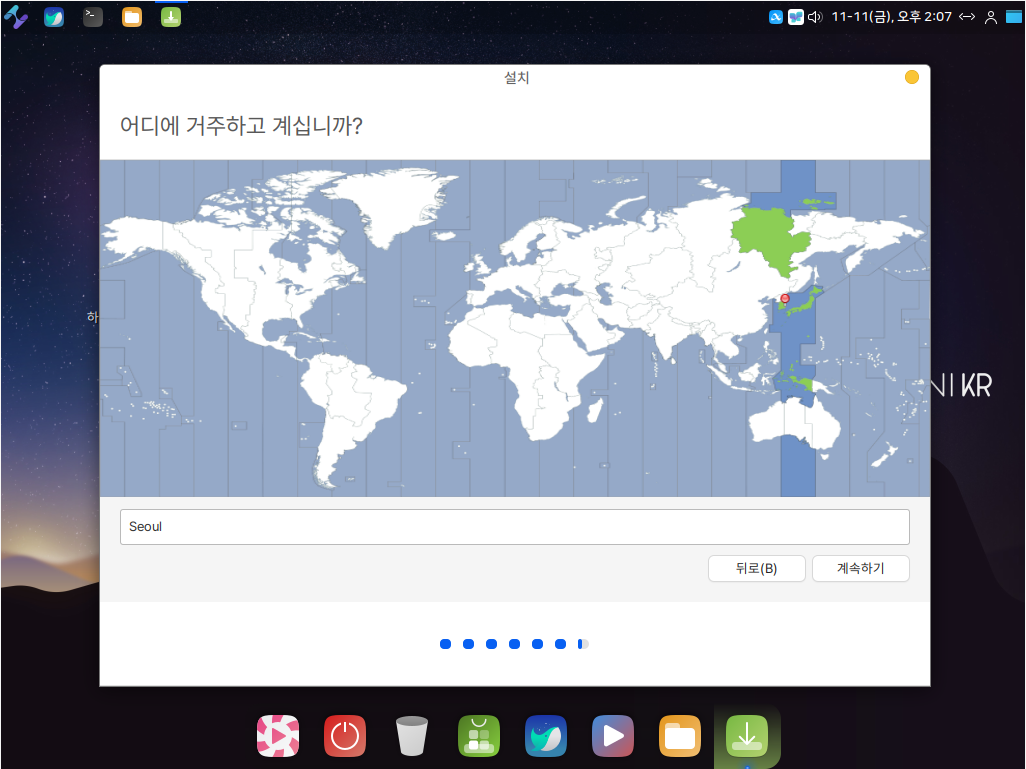 11-11(금), 오후 2:07
설치
어디에 거주하고 계십니까?
하
KR
Seoul
뒤로(B)
계속하기